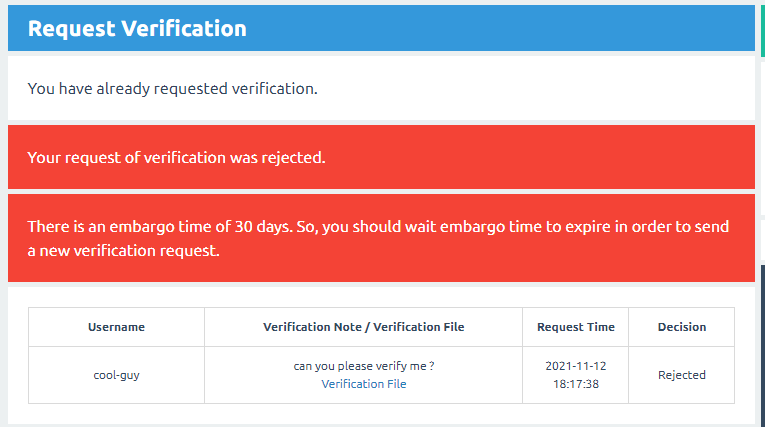 Request Verification
You have already requested verification.
Your request of verification was rejected.
There is an embargo time of 30 days. So, you should wait embargo time to expire in order to send
a new verification request.
Username Verification Note / Verification File Request Time Decision
cool-guy can you please verify me ? 2021-11-12 Rejected
Verification File 18:17:38